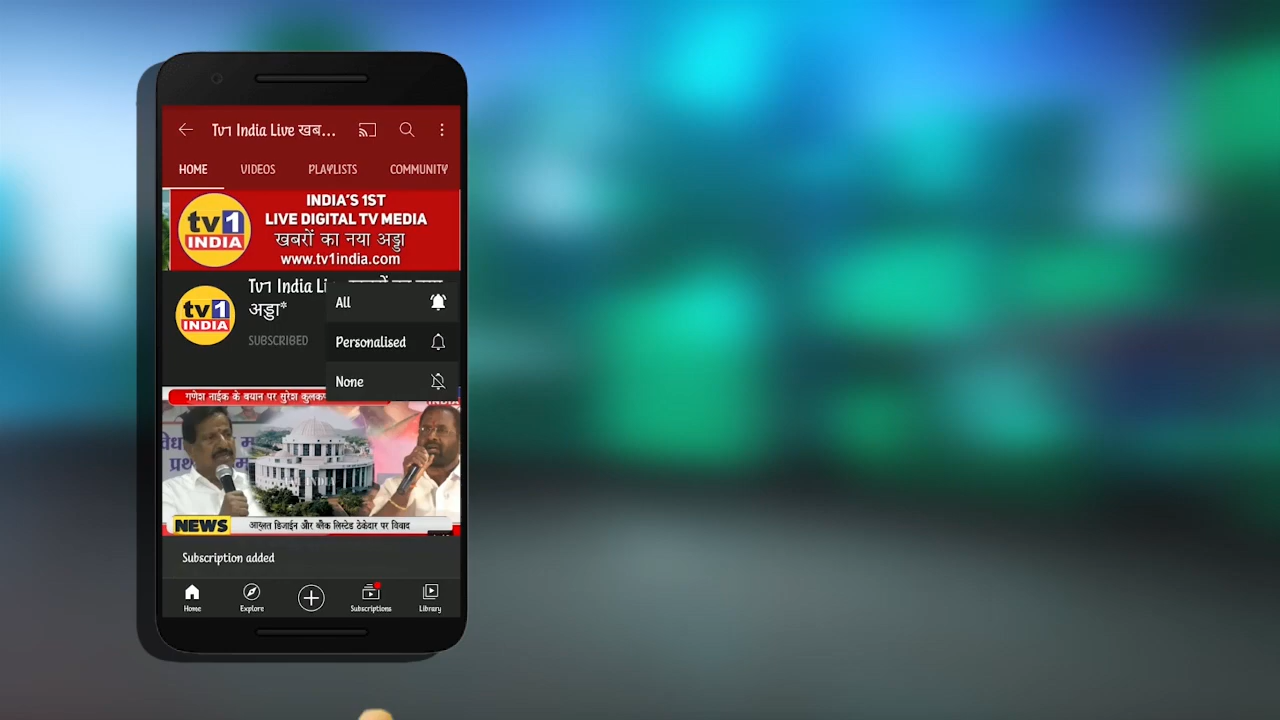 Tv1 India Live खब...
HOME VIDEOS PLAYLISTS COMMUNITY
tv1
INDIA
INDIA'S 1ST
LIVE DIGITAL TV MEDIA
खबरों का नया अड्डा
www.tv1india.com
tv1
INDIA
Tv1 India Li
अड्डा*
SUBSCRIBED
All
Personalised
None
गणेश नाईक के बयान पर सुरेश
NEWS
और ब्लैक लिस्टेड ठेकेदार पर विवाद
Subscription added
Home Explore Subscriptions Library